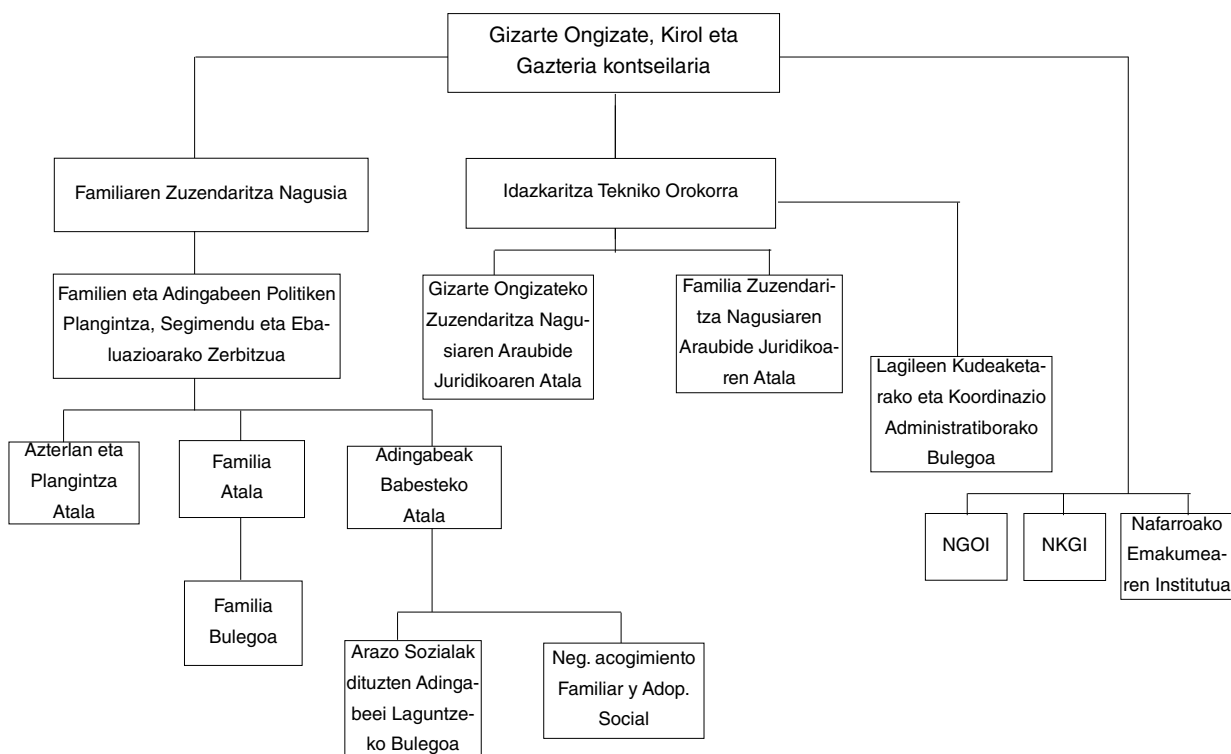 Gizarte Ongizate, Kirol eta
Gazteria kontseilaria
Familiaren Zuzendaritza Nagusia
Idazkaritza Tekniko Orokorra
Familien eta Adingabeen Politiken
Plangintza, Segimendu eta Eba-
luazioarako Zerbitzua
Gizarte Ongizateko
Zuzendaritza Nagu-
siaren Araubide
Juridikoaren Atala
Familia Zuzendari-
tza Nagusiaren
Araubide Juridikoa-
ren Atala
Lagileen Kudeaketa-
rako eta Koordinazio
Administratiborako
Bulegoa
Azterlan eta
Plangintza
Atala
Familia
Atala
Adingabeak
Babesteko
Atala
NGOI
NKGI
Nafarroako
Emakumea-
ren Institutua
Familia
Bulegoa
Arazo Sozialak
dituzten Adinga-
beei Laguntze-
ko Bulegoa
Neg. acogimiento
Familiar y Adop.
Social